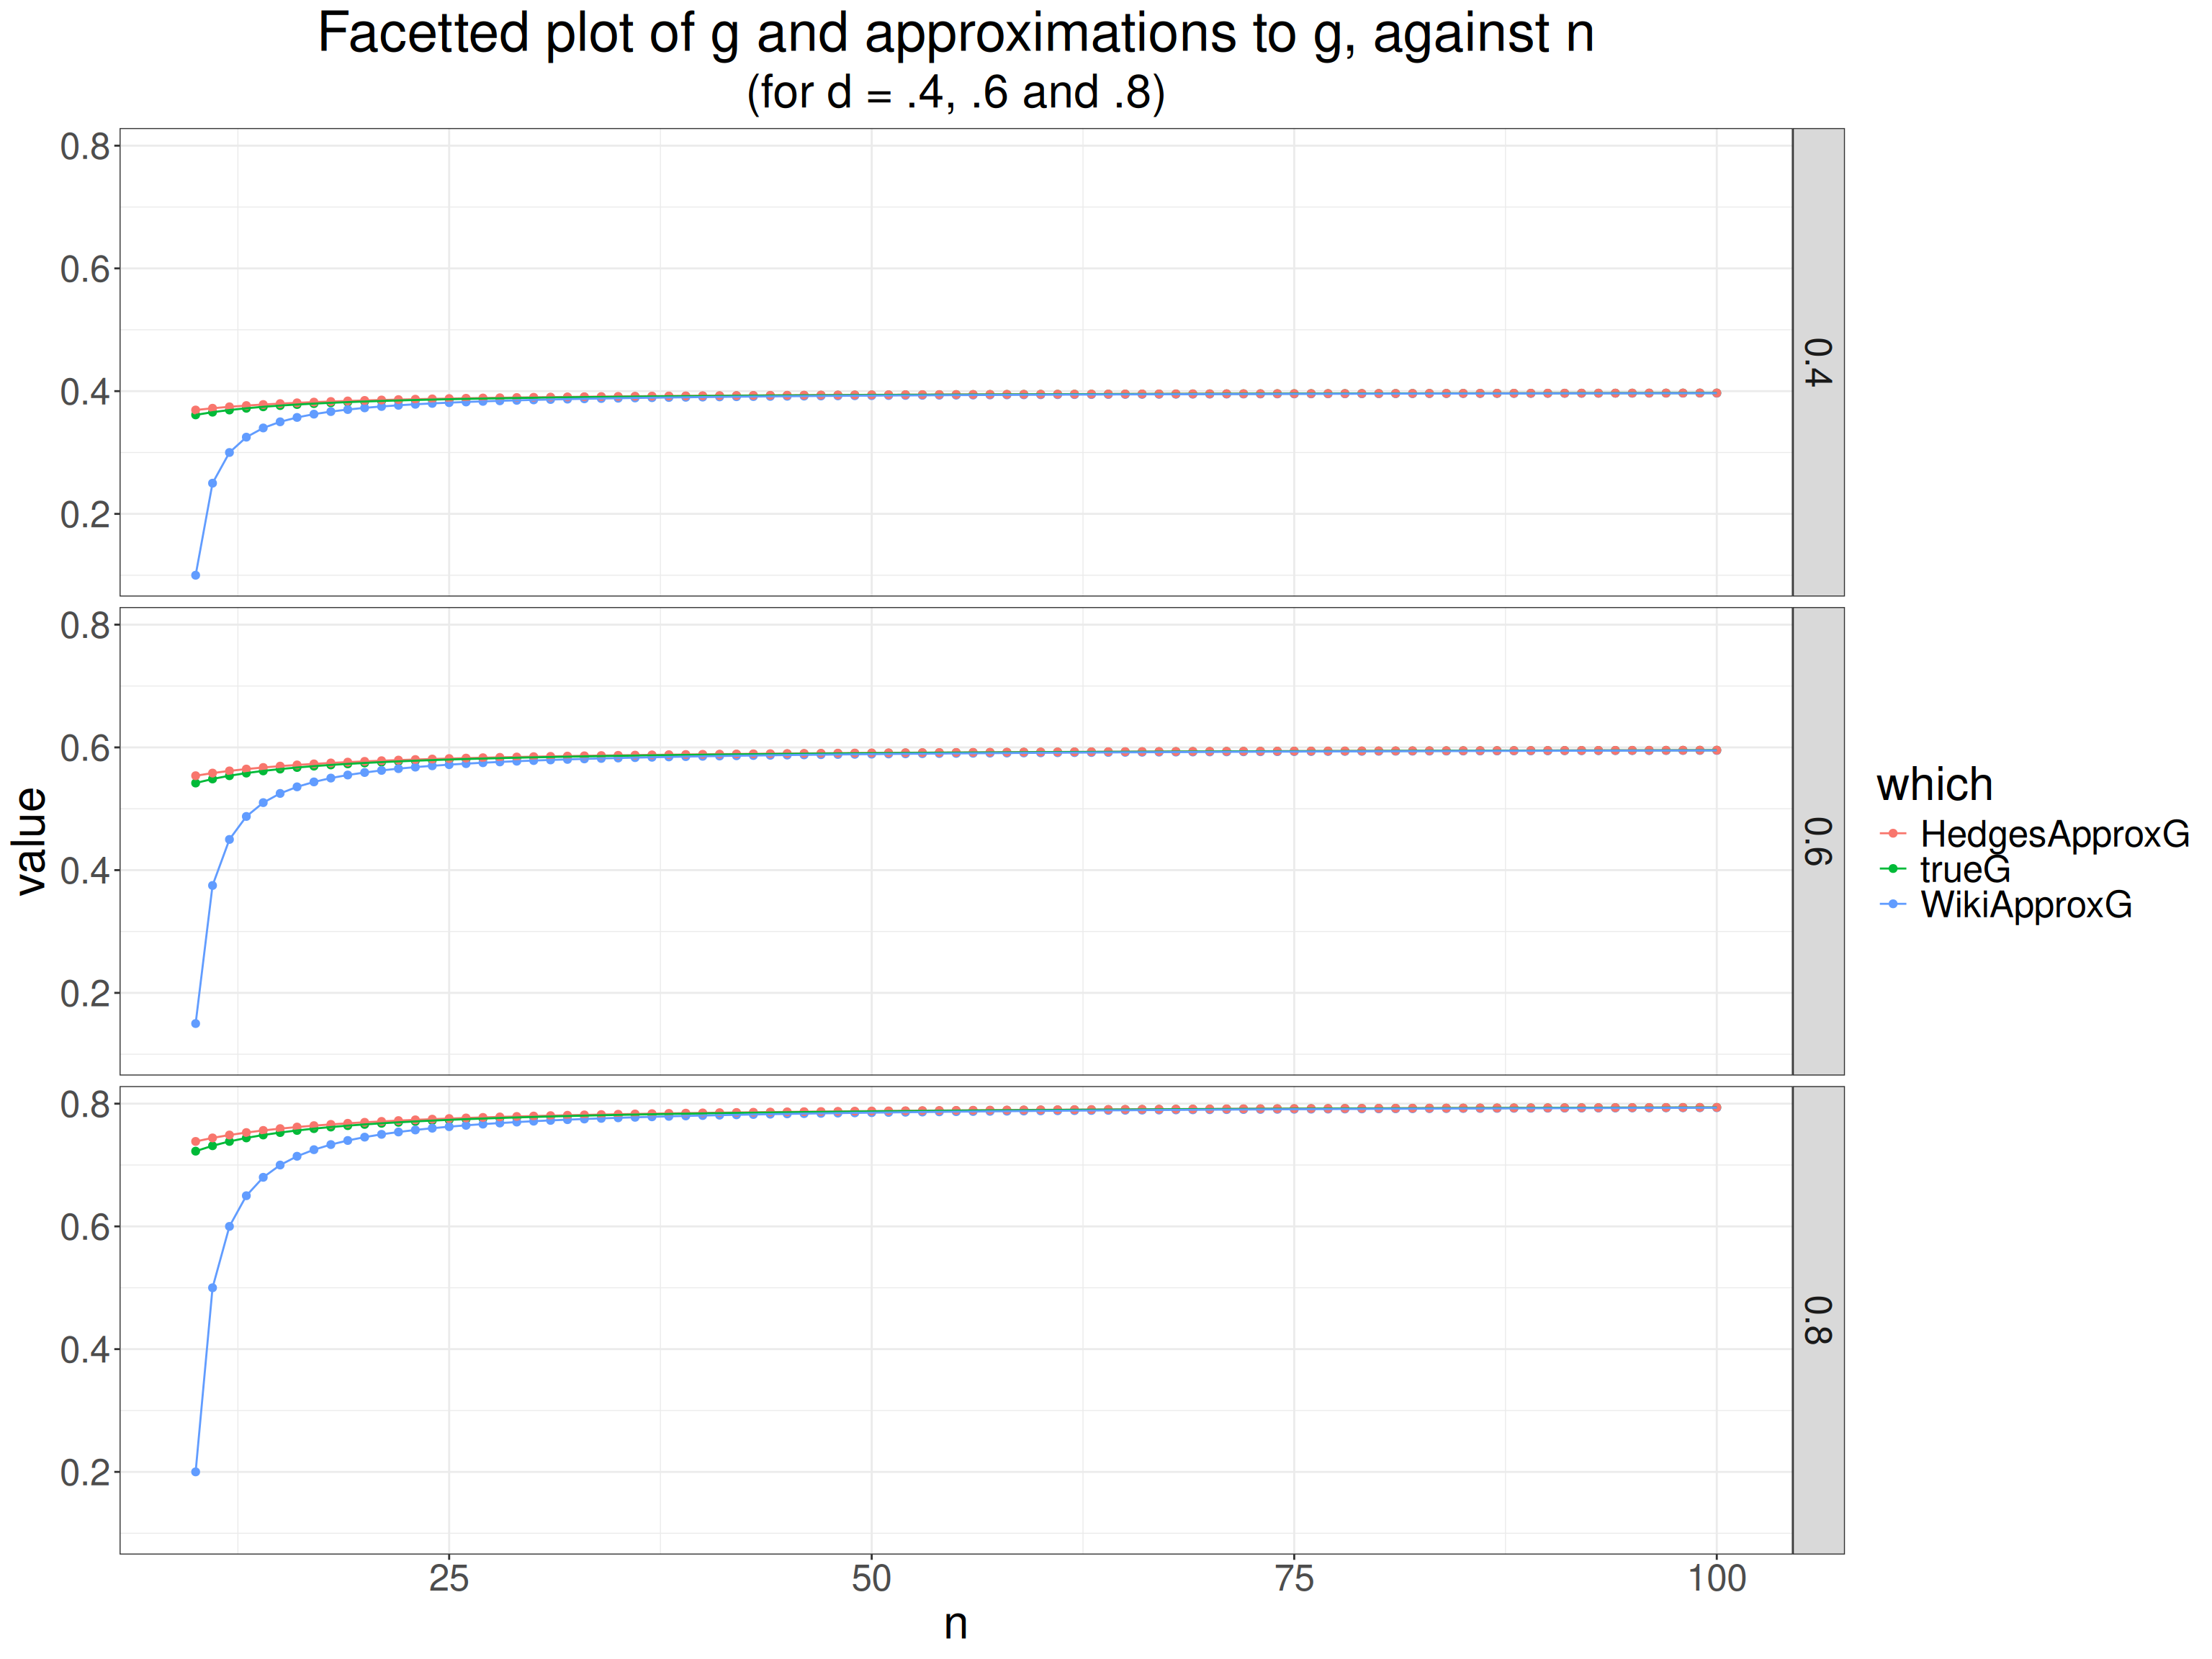 Facetted plot of g and approximations to g, against n
(for d = .4, .6 and .8)
0.8
0.6
0.4
0.2
0.4
0.8
0.6
0.4
0.2
0.6
0.8
0.6
0.4
0.2
0.8
25 50 75 100
n
value
which
HedgesApproxG
trueG
WikiApproxG